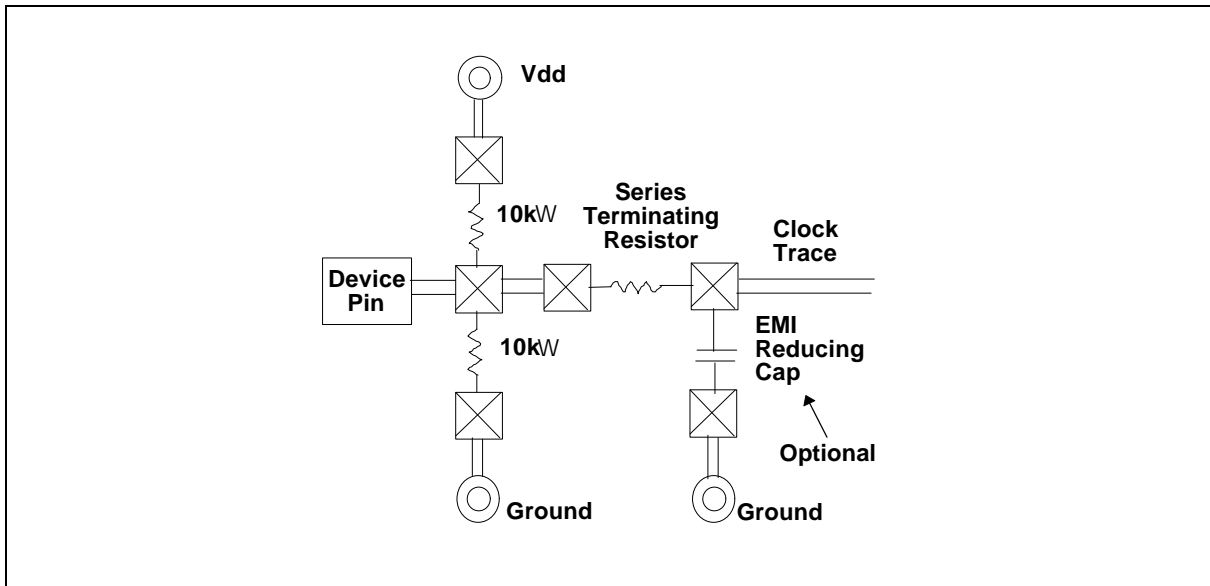 Vdd
10kW
Series
Terminating
Resistor
Clock
Trace
Device
Pin
10kW
EMI
Reducing
Cap
Optional
Ground
Ground